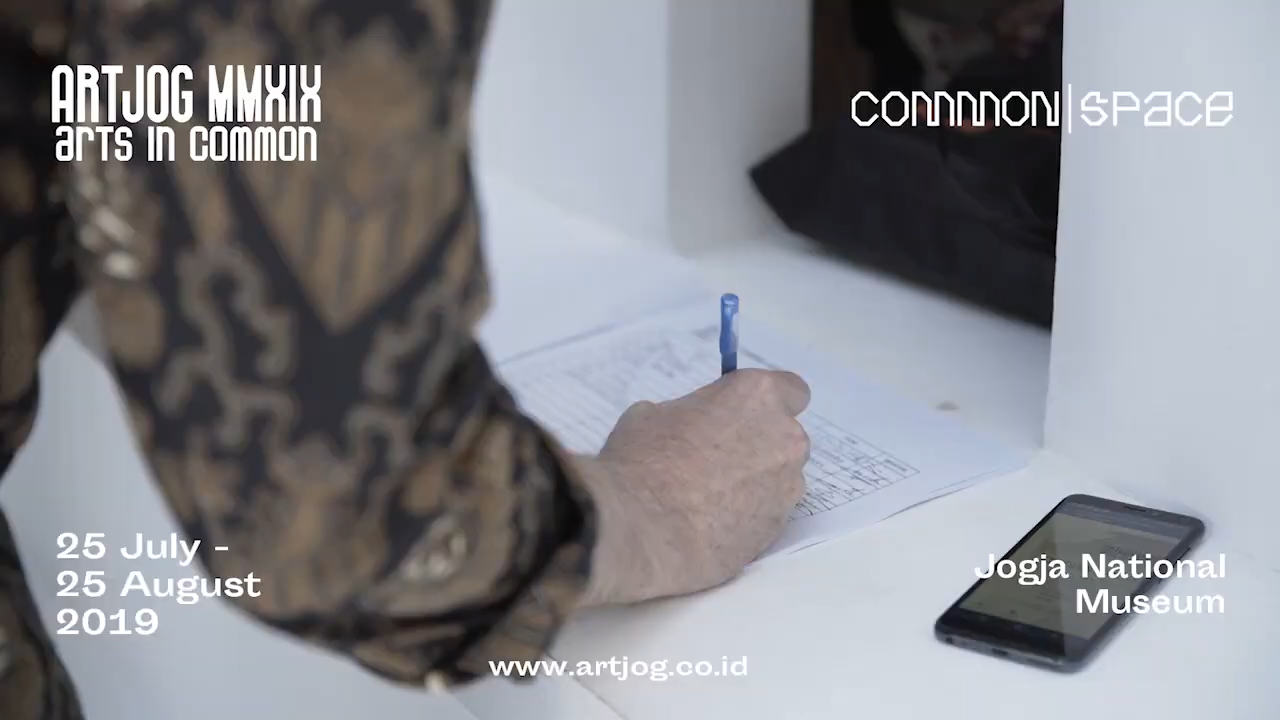 ARTJOG MMXIX
arts in common
common|space
25 July -
25 August
2019
Jogja National
Museum
www.artjog.co.id